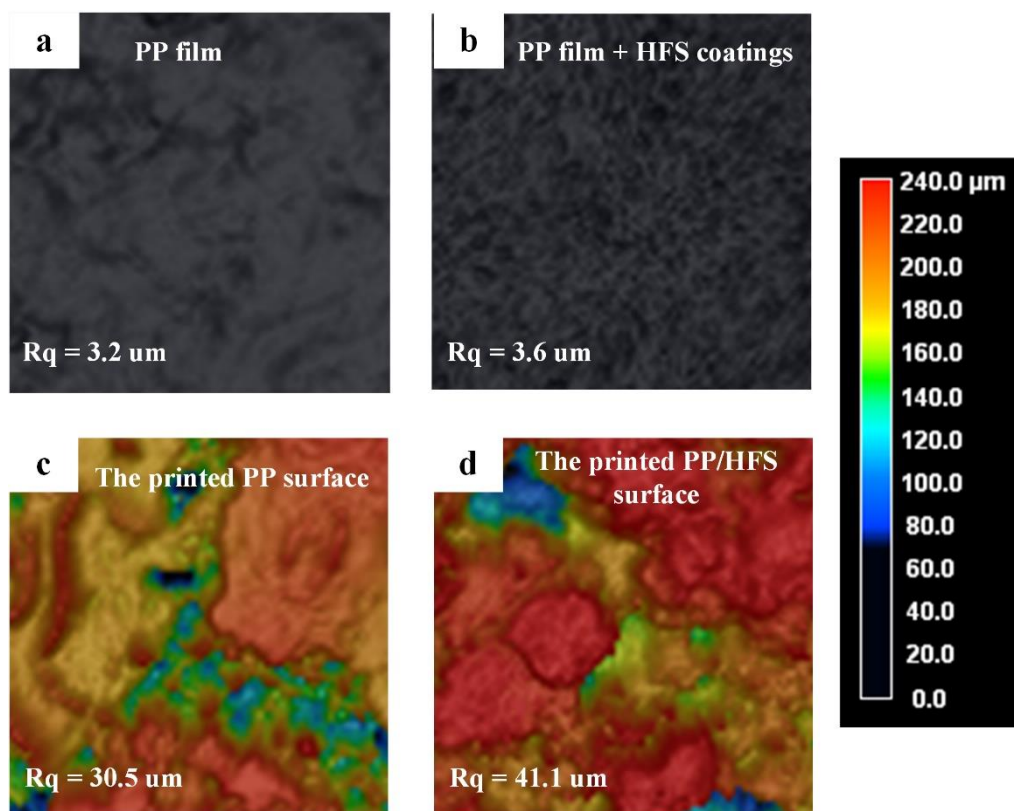 a
PP film
Rq = 3.2 um
b
PP film + HFS coatings
Rq = 3.6 um
c
The printed PP surface
Rq = 30.5 um
d
The printed PP/HFS
surface
Rq = 41.1 um
240.0 µm
220.0
200.0
180.0
160.0
140.0
120.0
100.0
80.0
60.0
40.0
20.0
0.0